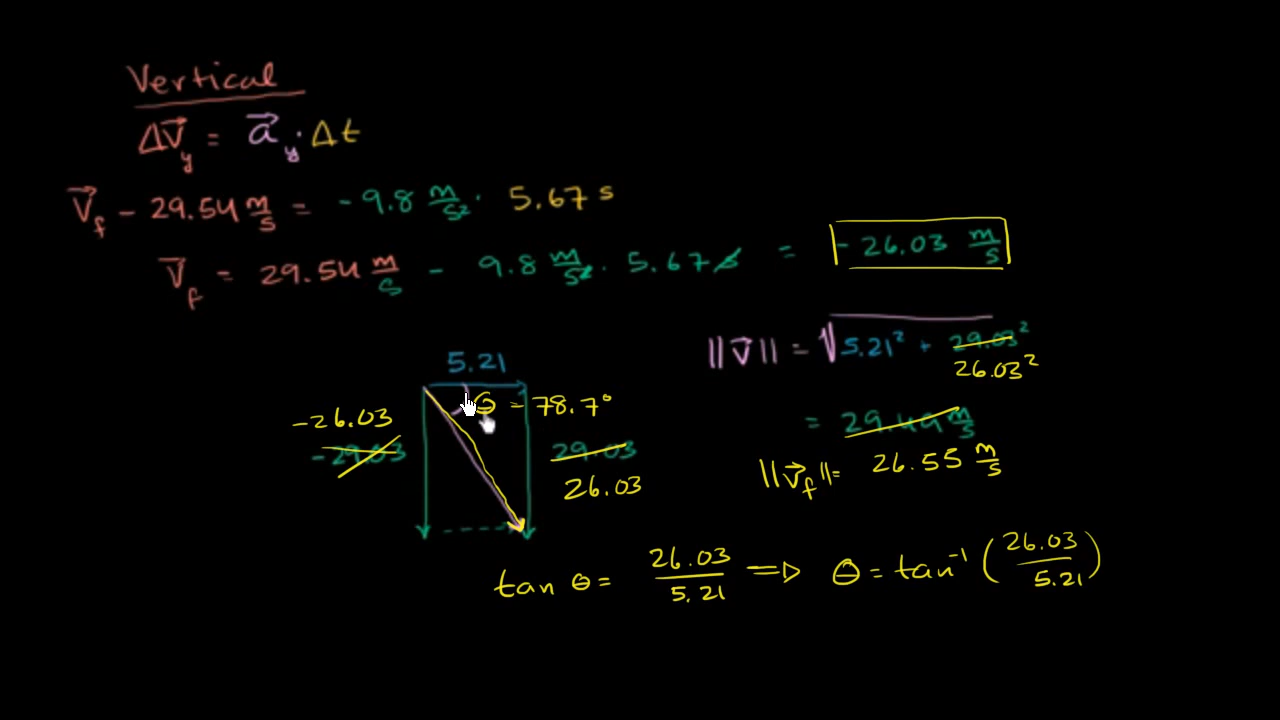 Vertical
Δv⃗y = a⃗y · Δt
v⃗f - 29.54 m/s = -9.8 m/s² · 5.67 s
v⃗f = 29.54 m/s - 9.8 m/s² · 5.67 s = -26.03 m/s
||v⃗|| = √5.21² + 29.03²
26.03²
5.21
θ - 78.7°
-26.03
-29.03
29.03
26.03
= 29.49 m/s
||v⃗f|| = 26.55 m/s
tan θ = 26.03/5.21 ⇒ θ = tan⁻¹(26.03/5.21)